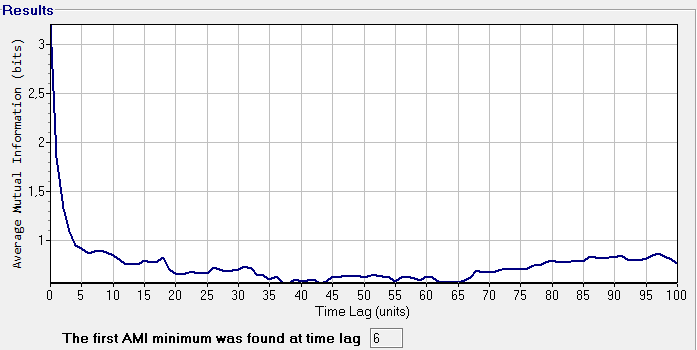 Results
Average Mutual Information (bits)
3
2,5
2
1,5
1
0 5 10 15 20 25 30 35 40 45 50 55 60 65 70 75 80 85 90 95 100
Time Lag (units)
The first AMI minimum was found at time lag 6